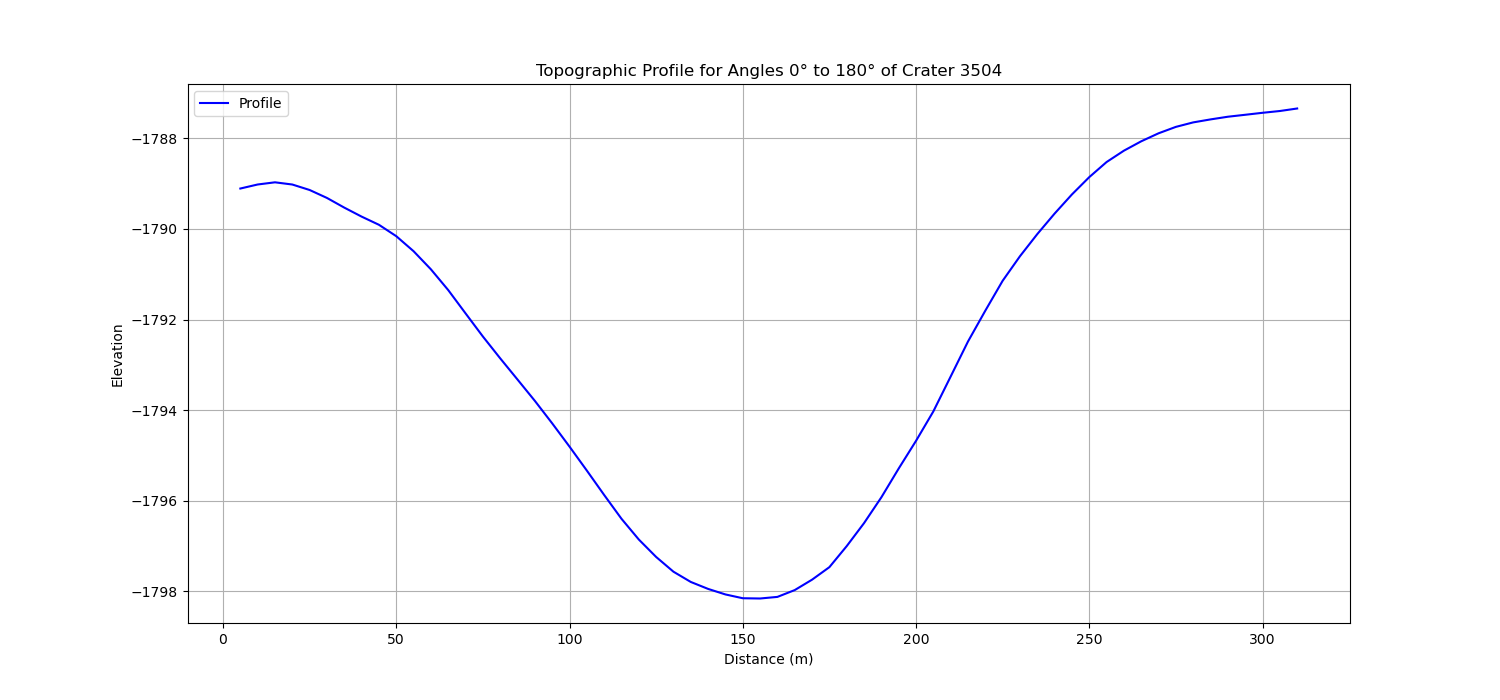 Topographic Profile for Angles 0° to 180° of Crater 3504
Profile
−1788
−1790
−1792
−1794
−1796
−1798
Elevation
0 50 100 150 200 250 300
Distance (m)